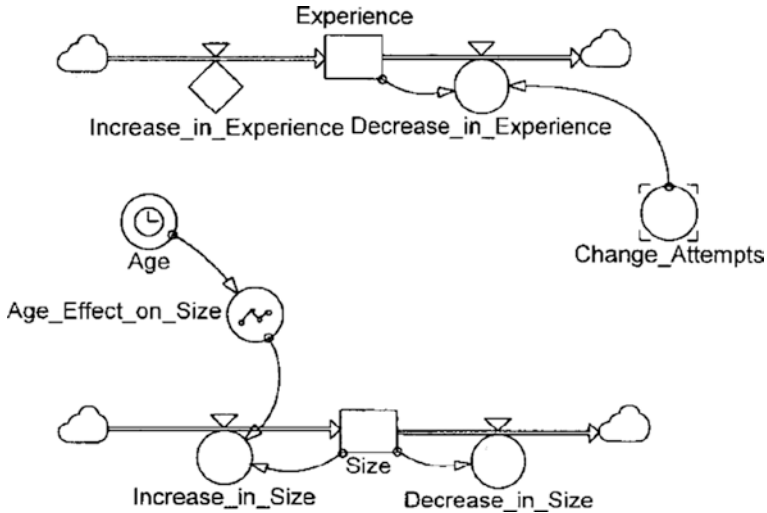 Experience
Increase_in_Experience
Decrease_in_Experience
Change_Attempts
Age
Age_Effect_on_Size
Size
Increase_in_Size
Decrease_in_Size